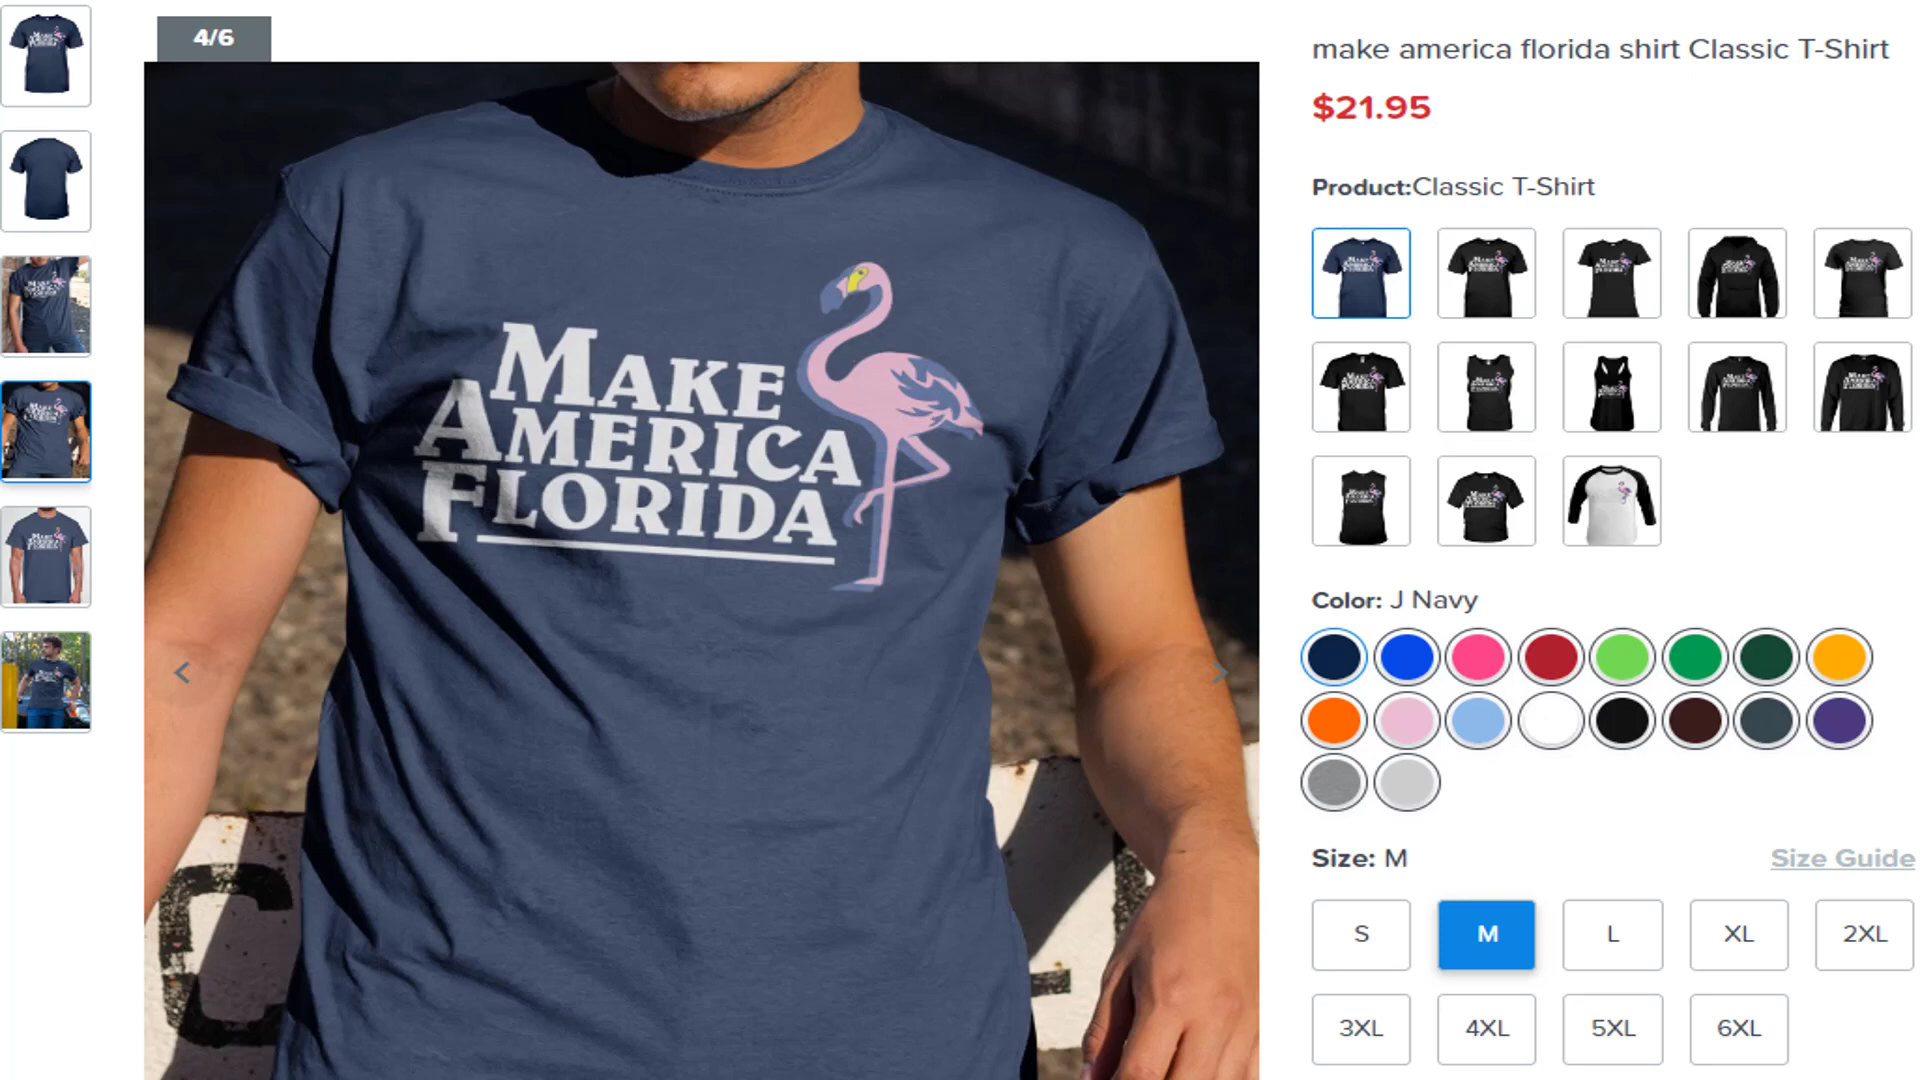 4/6
MAKE
AMERICA
FLORIDA
make america florida shirt Classic T-Shirt
$21.95
Product:Classic T-Shirt
Color: J Navy
Size: M
Size Guide
S
M
L
XL
2XL
3XL
4XL
5XL
6XL